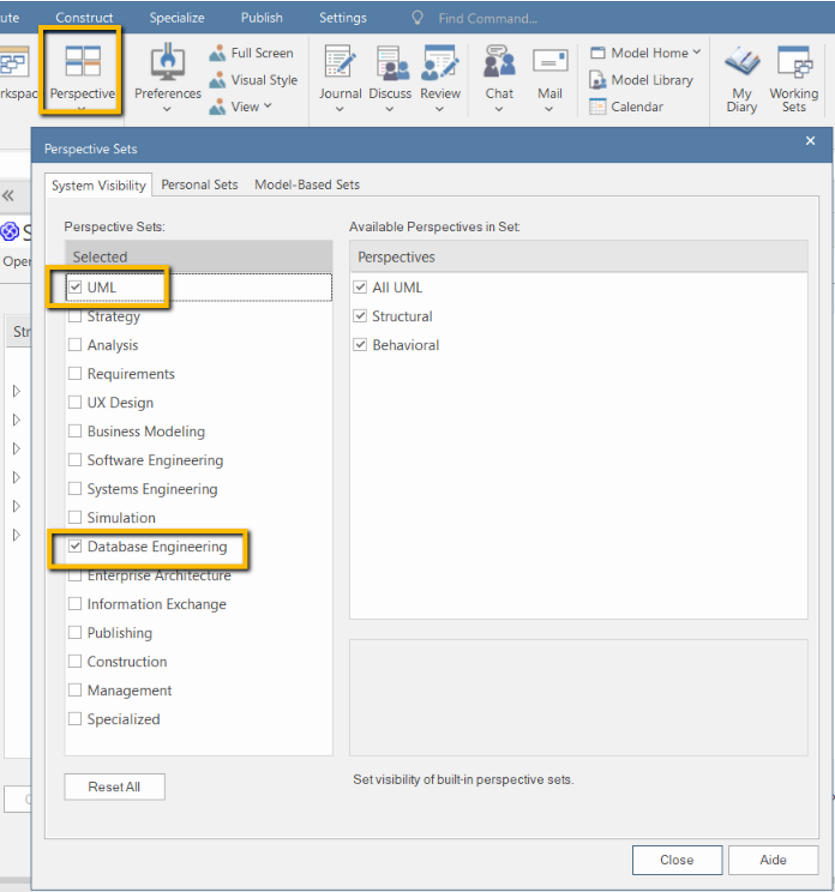 ute Construct Specialize Publish Settings Find Command...
Full Screen Model Home
Visual Style Model Library
rkspac Perspective Preferences View Journal Discuss Review Chat Mail Calendar My Diary Working Sets
Perspective Sets
System Visibility Personal Sets Model-Based Sets
Perspective Sets: Available Perspectives in Set:
Selected Perspectives
UML All UML
Strategy Structural
Analysis Behavioral
Requirements
UX Design
Business Modeling
Software Engineering
Systems Engineering
Simulation
Database Engineering
Enterprise Architecture
Information Exchange
Publishing
Construction
Management
Specialized
Reset All Set visibility of built-in perspective sets.
Close Aide
S
Oper
Str